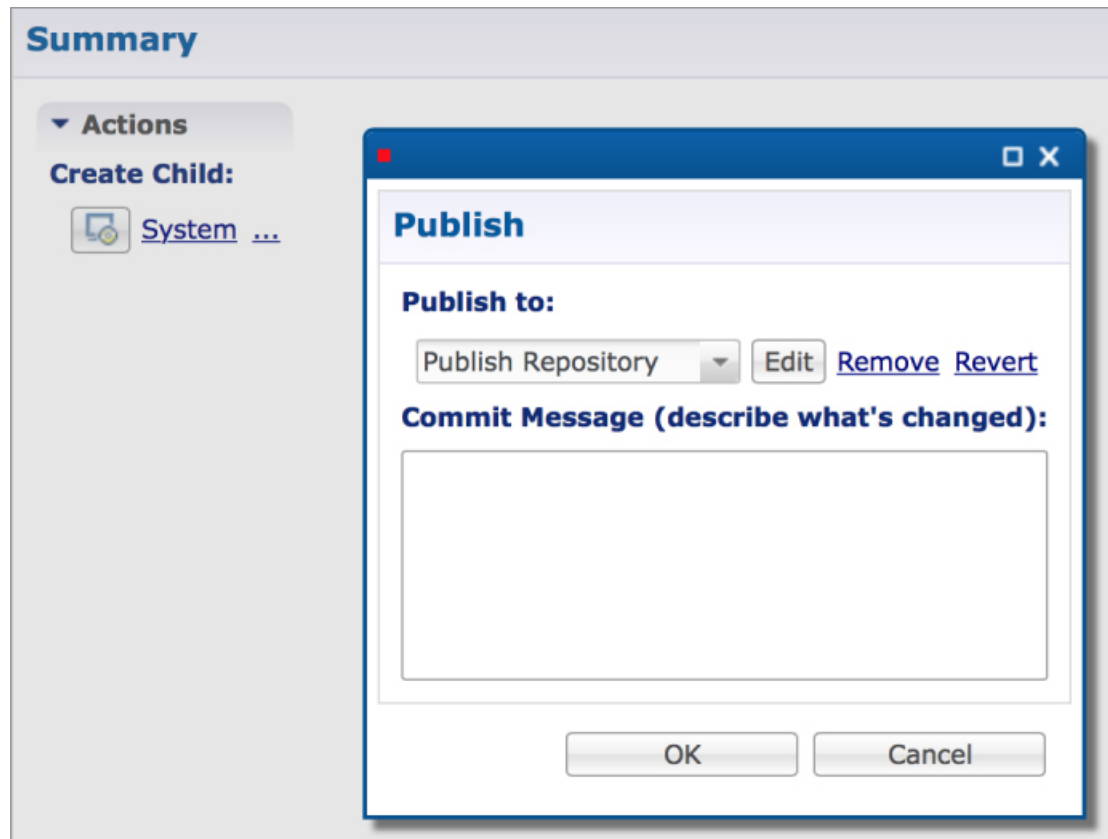 Summary
Actions
Create Child:
System ...
Publish
Publish to:
Publish Repository Edit Remove Revert
Commit Message (describe what's changed):
OK Cancel